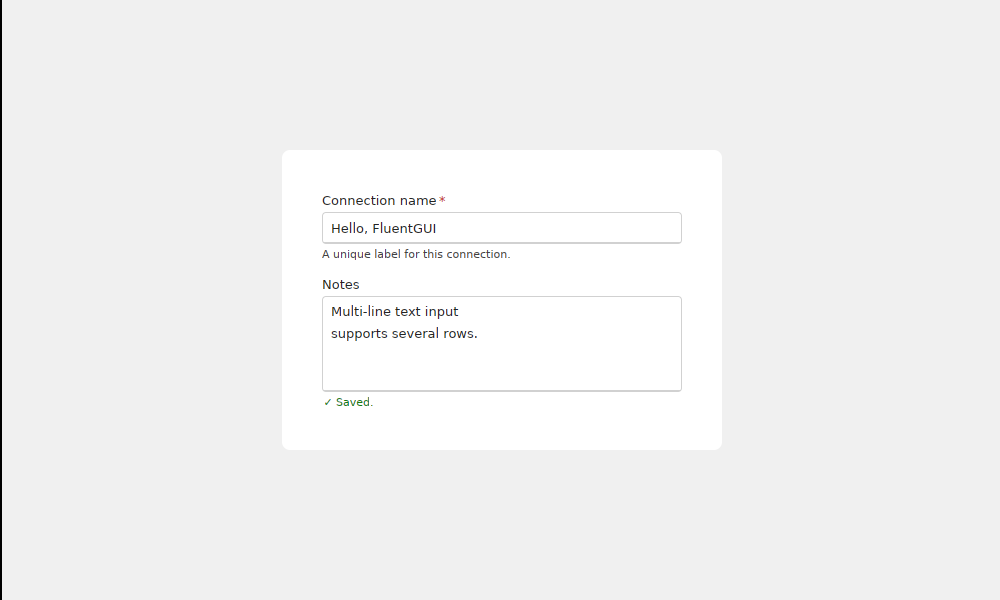 Connection name *
Hello, FluentGUI
A unique label for this connection.
Notes
Multi-line text input
supports several rows.
✓ Saved.